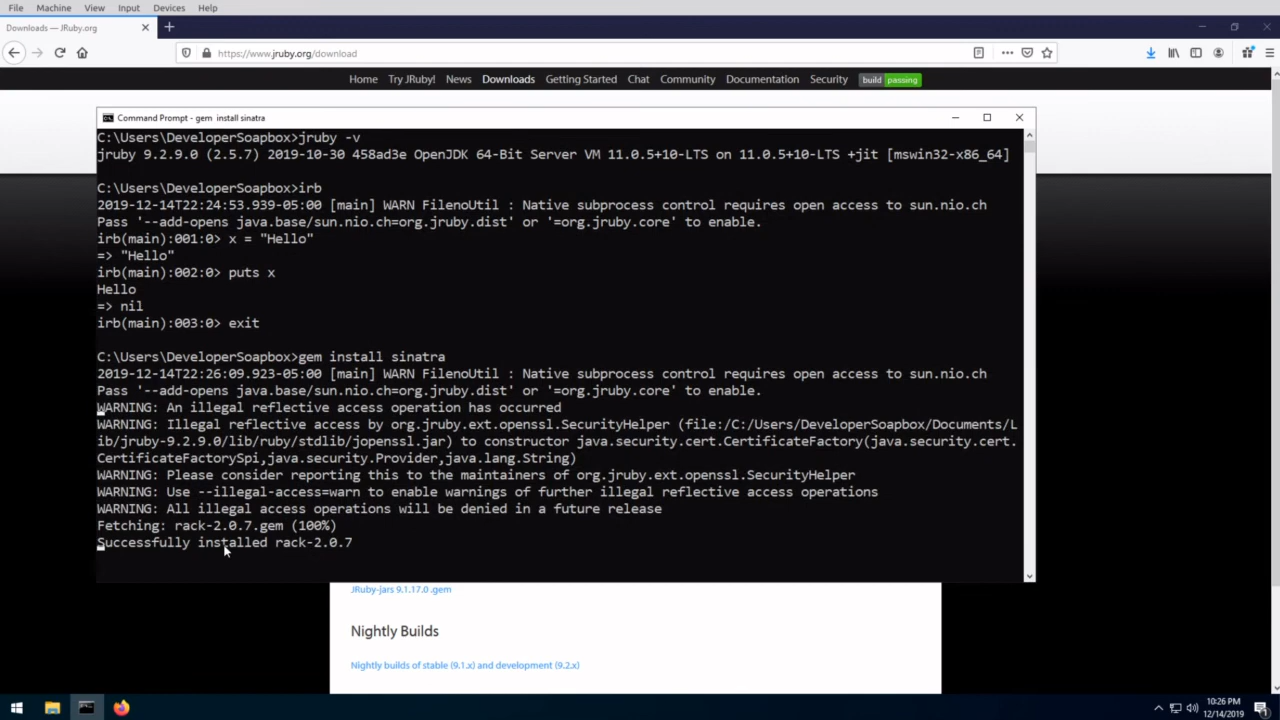 File Machine View Input Devices Help
Downloads — JRuby.org
https://www.jruby.org/download
Home Try JRuby! News Downloads Getting Started Chat Community Documentation Security build passing
Command Prompt - gem install sinatra
C:\Users\DeveloperSoapbox>jruby -v
jruby 9.2.9.0 (2.5.7) 2019-10-30 458ad3e OpenJDK 64-Bit Server VM 11.0.5+10-LTS on 11.0.5+10-LTS +jit [mswin32-x86_64]
C:\Users\DeveloperSoapbox>irb
2019-12-14T22:24:53.939-05:00 [main] WARN FilenoUtil : Native subprocess control requires open access to sun.nio.ch
Pass '--add-opens java.base/sun.nio.ch=org.jruby.dist' or '=org.jruby.core' to enable.
irb(main):001:0> x = "Hello"
=> "Hello"
irb(main):002:0> puts x
Hello
=> nil
irb(main):003:0> exit
C:\Users\DeveloperSoapbox>gem install sinatra
2019-12-14T22:26:09.923-05:00 [main] WARN FilenoUtil : Native subprocess control requires open access to sun.nio.ch
Pass '--add-opens java.base/sun.nio.ch=org.jruby.dist' or '=org.jruby.core' to enable.
WARNING: An illegal reflective access operation has occurred
WARNING: Illegal reflective access by org.jruby.ext.openssl.SecurityHelper (file:/C:/Users/DeveloperSoapbox/Documents/L
ib/jruby-9.2.9.0/lib/ruby/stdlib/jopenssl.jar) to constructor java.security.cert.CertificateFactory(java.security.cert.
CertificateFactorySpi,java.security.Provider,java.lang.String)
WARNING: Please consider reporting this to the maintainers of org.jruby.ext.openssl.SecurityHelper
WARNING: Use --illegal-access=warn to enable warnings of further illegal reflective access operations
WARNING: All illegal access operations will be denied in a future release
Fetching: rack-2.0.7.gem (100%)
Successfully installed rack-2.0.7
JRuby-jars 9.1.17.0 .gem
Nightly Builds
Nightly builds of stable (9.1.x) and development (9.2.x)
10:26 PM
12/14/2019
1